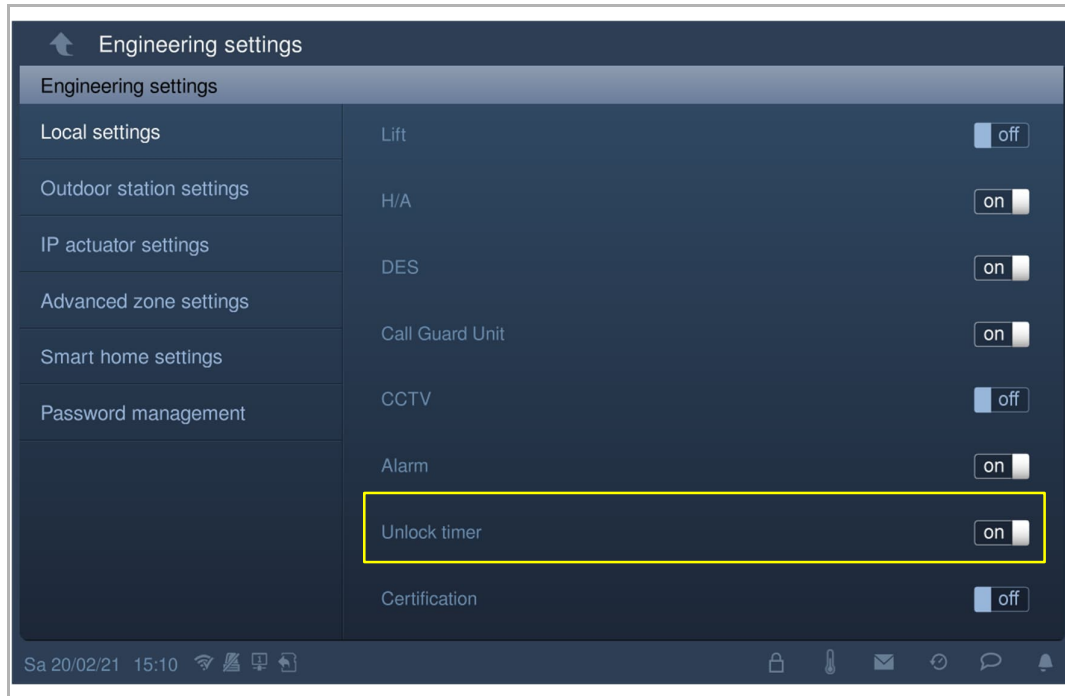 Engineering settings
Engineering settings
Local settings
Outdoor station settings
IP actuator settings
Advanced zone settings
Smart home settings
Password management
Lift off
H/A on
DES on
Call Guard Unit on
CCTV off
Alarm on
Unlock timer on
Certification off
Sa 20/02/21 15:10 1